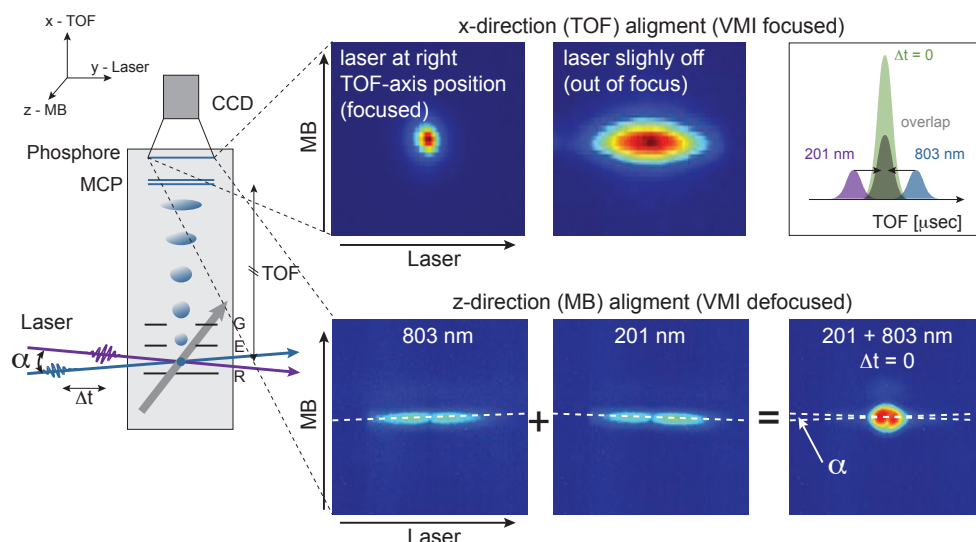 x - TOF
y - Laser
z - MB
CCD
Phosphore
MCP
TOF
G
E
R
Laser
α
Δt
x-direction (TOF) aligment (VMI focused)
laser at right
TOF-axis position
(focused)
MB
Laser
laser slighly off
(out of focus)
Δt = 0
overlap
201 nm
803 nm
TOF [μsec]
z-direction (MB) aligment (VMI defocused)
803 nm
MB
Laser
+
201 nm
=
201 + 803 nm
Δt = 0
α